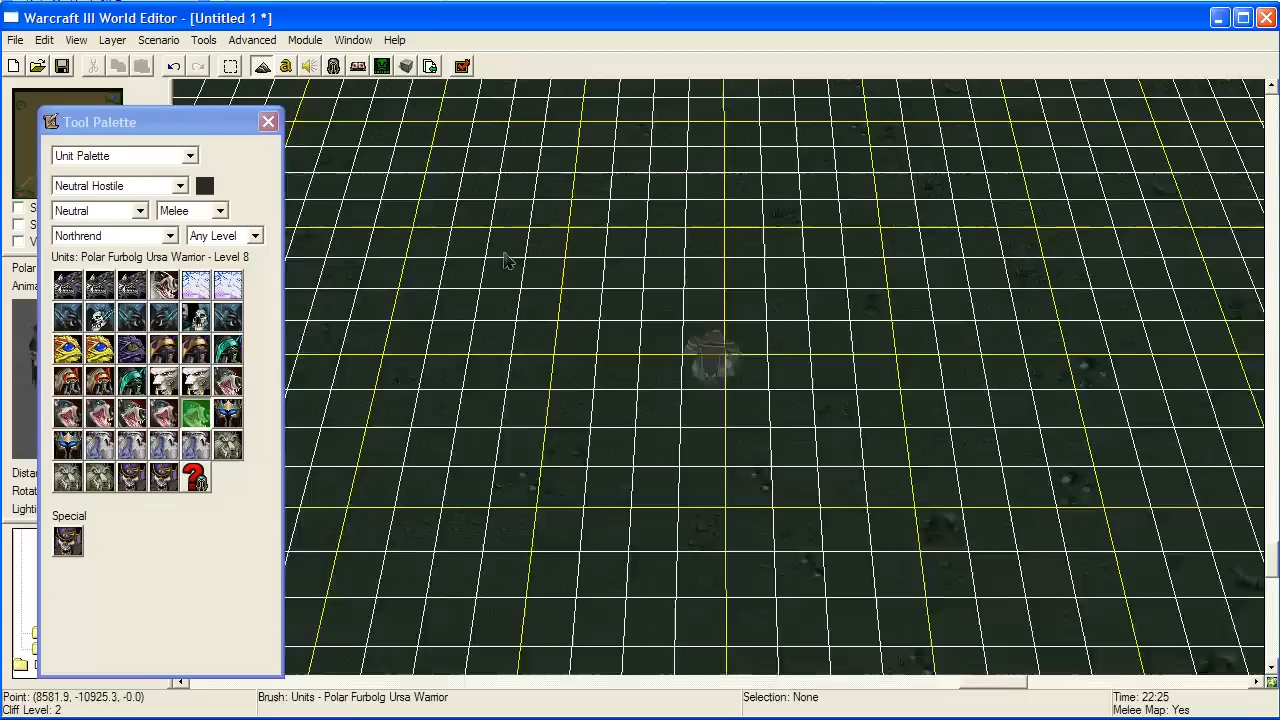 Warcraft III World Editor - [Untitled 1 *]
File Edit View Layer Scenario Tools Advanced Module Window Help
Tool Palette
Unit Palette
Neutral Hostile
Neutral Melee
Northrend Any Level
Units: Polar Furbolg Ursa Warrior - Level 8
Special
S
S
V
Polar
Anima
Distan
Rotati
Lightin
Point: (8581.9, -10925.3, -0.0)
Cliff Level: 2
Brush: Units - Polar Furbolg Ursa Warrior
Selection: None
Time: 22:25
Melee Map: Yes